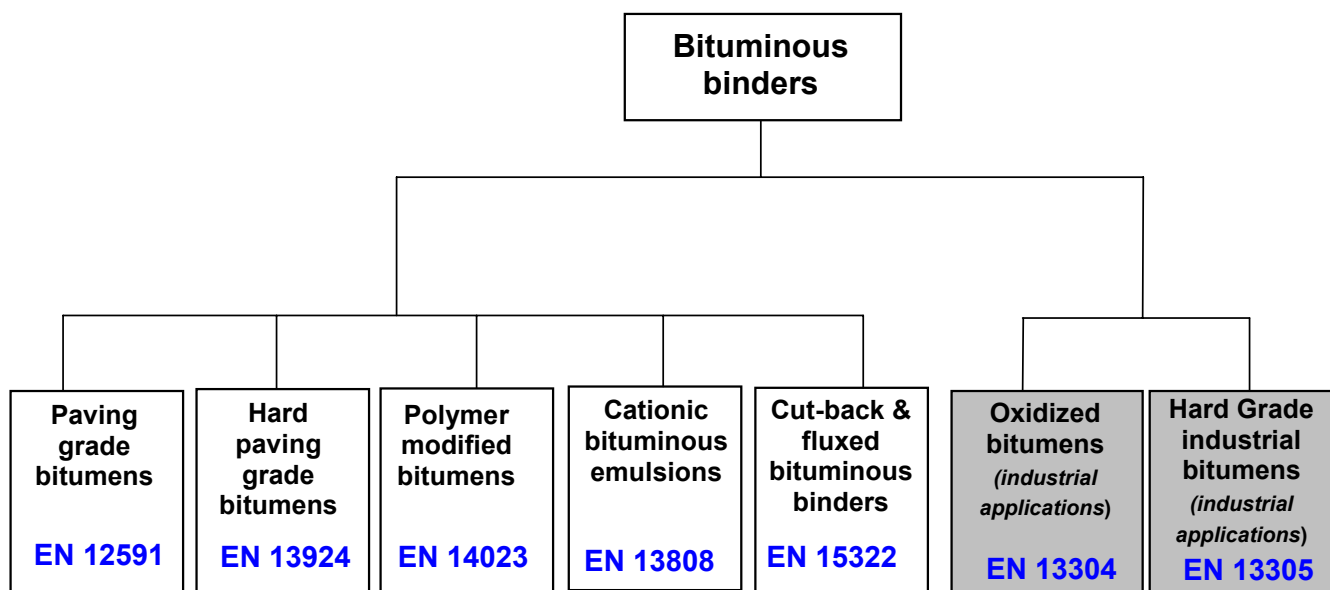 Bituminous
binders
Paving
grade
bitumens
EN 12591
Hard
paving
grade
bitumens
EN 13924
Polymer
modified
bitumens
EN 14023
Cationic
bituminous
emulsions
EN 13808
Cut-back &
fluxed
bituminous
binders
EN 15322
Oxidized
bitumens
(industrial
applications)
EN 13304
Hard Grade
industrial
bitumens
(industrial
applications)
EN 13305